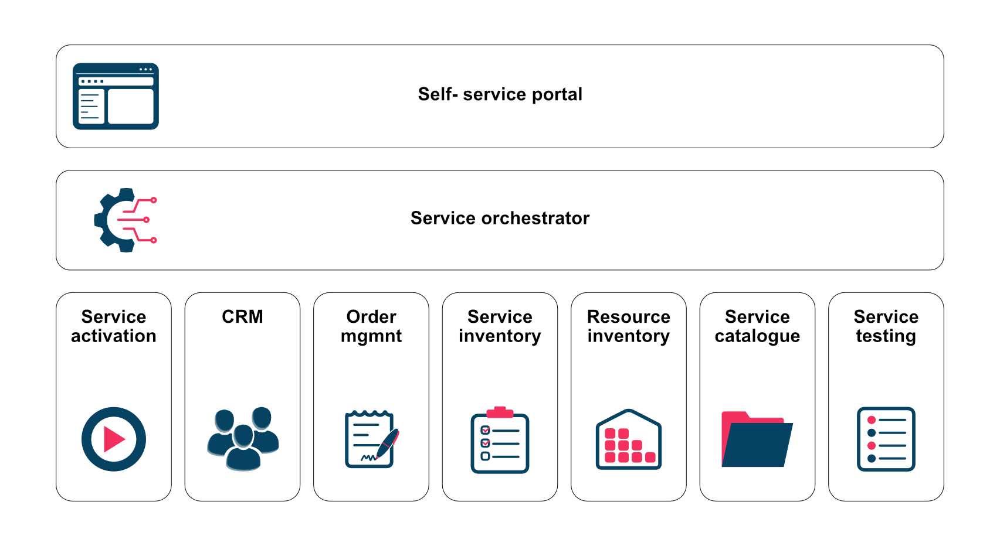 Self- service portal
Service orchestrator
Service
activation
CRM
Order
mgmnt
Service
inventory
Resource
inventory
Service
catalogue
Service
testing